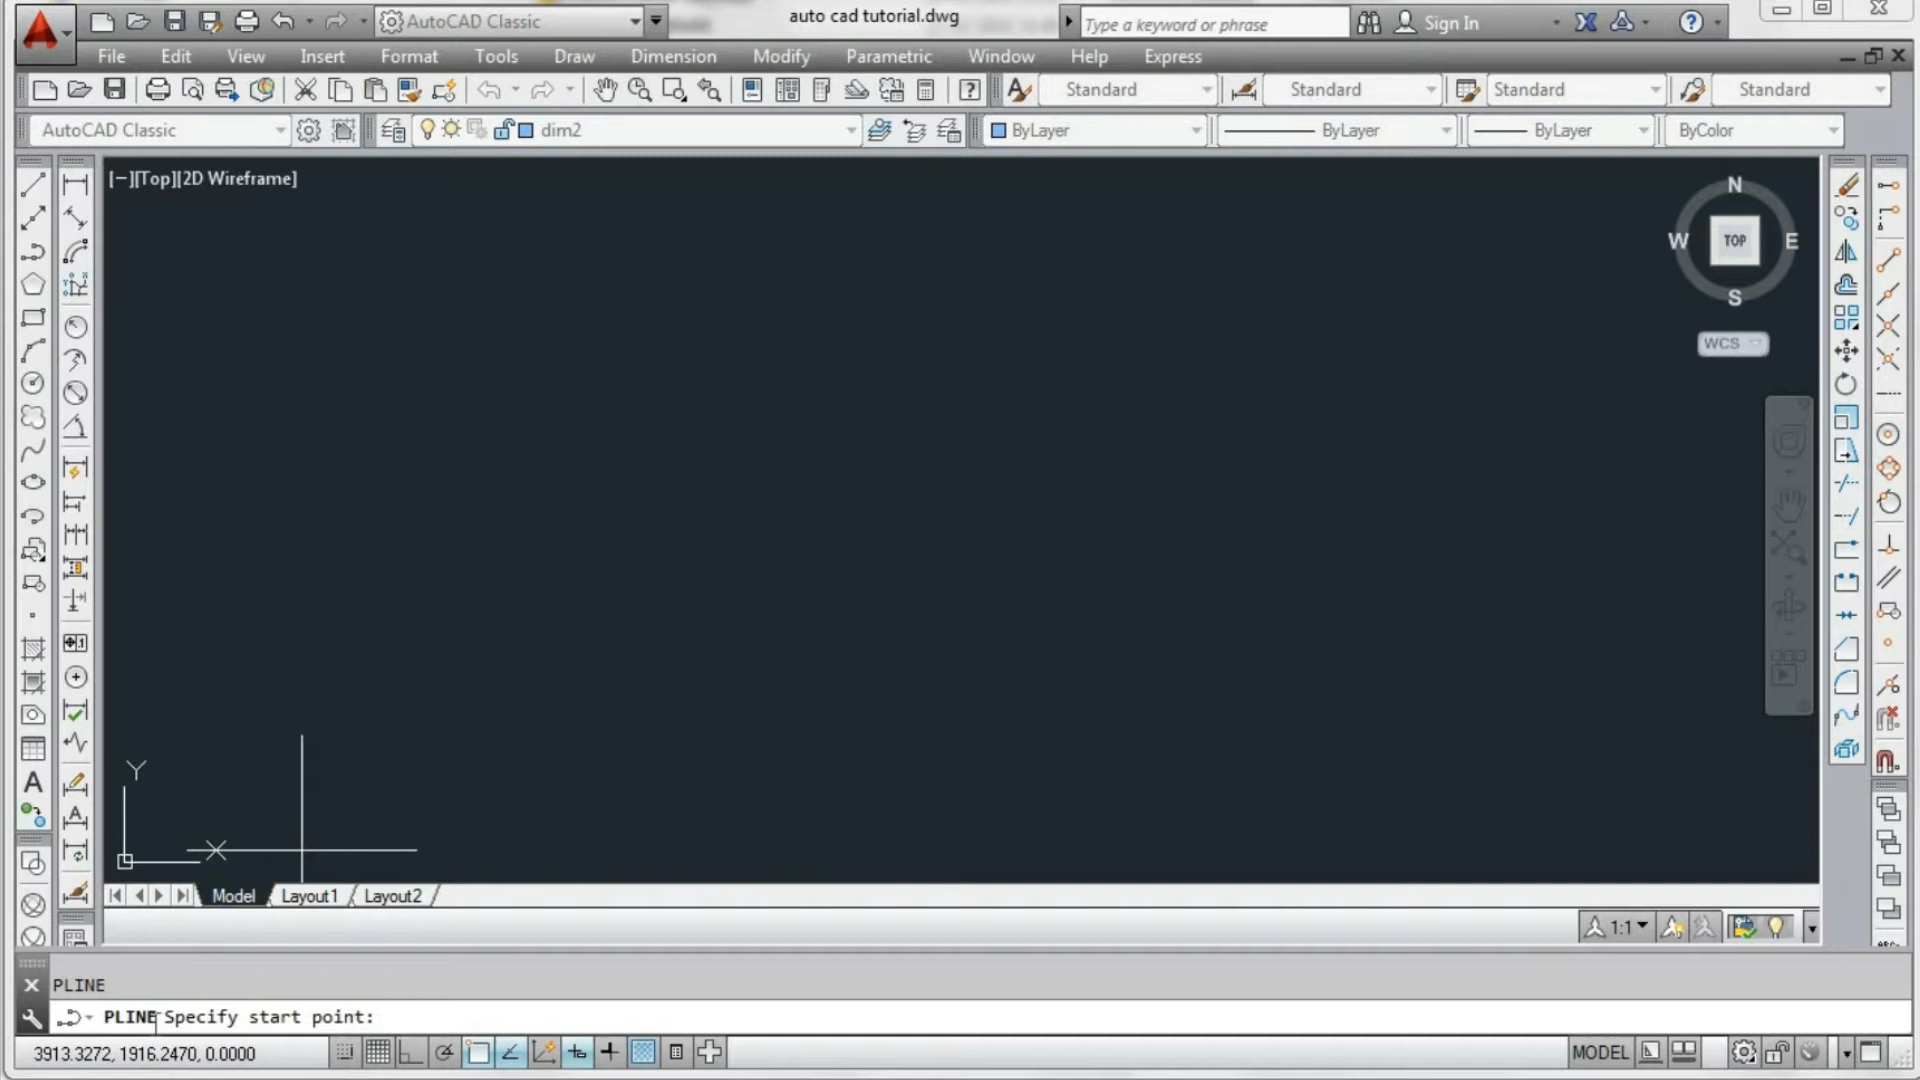 AutoCAD Classic
auto cad tutorial.dwg
Type a keyword or phrase
Sign In
File Edit View Insert Format Tools Draw Dimension Modify Parametric Window Help Express
Standard Standard Standard Standard
AutoCAD Classic dim2 ByLayer ByLayer ByLayer ByColor
[−][Top][2D Wireframe]
N
W TOP E
S
WCS
Y
X
Model Layout1 Layout2
1:1
PLINE
PLINE Specify start point:
3913.3272, 1916.2470, 0.0000
MODEL